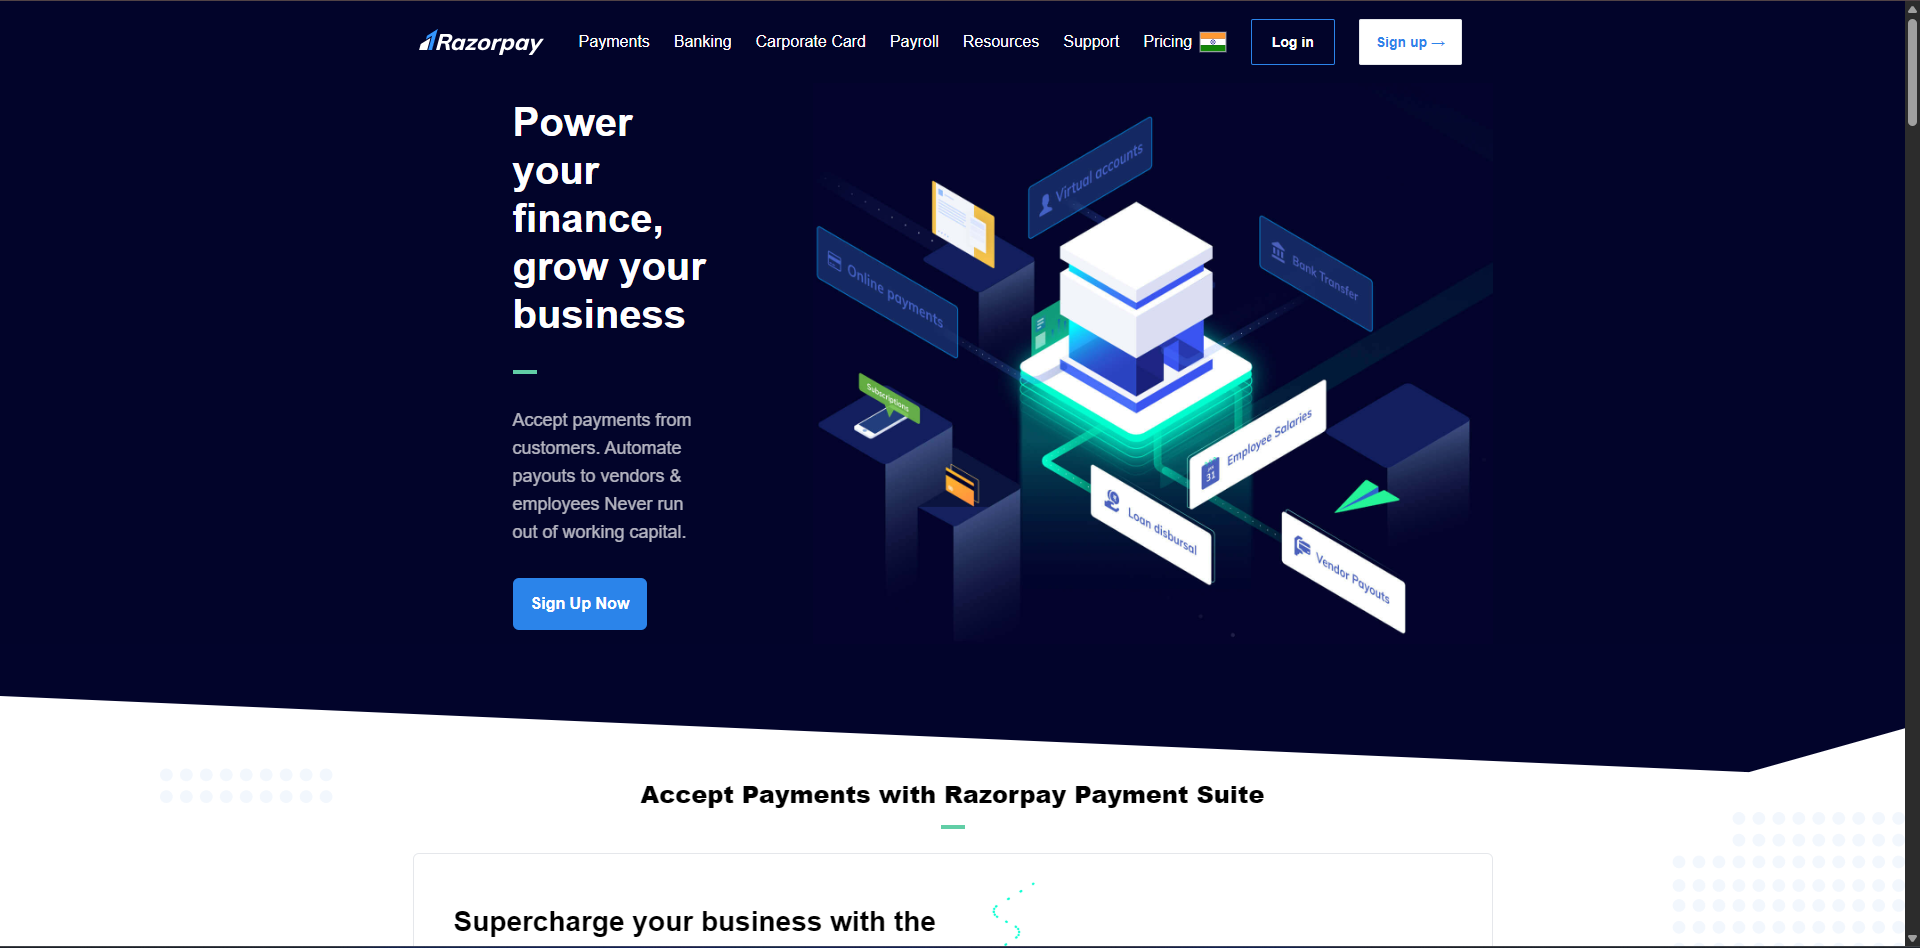 Razorpay
Payments
Banking
Carporate Card
Payroll
Resources
Support
Pricing
Log in
Sign up →
Power
your
finance,
grow your
business
Accept payments from
customers. Automate
payouts to vendors &
employees Never run
out of working capital.
Sign Up Now
Virtual accounts
Online payments
Bank Transfer
Subscriptions
Employee Salaries
31
Loan disbursal
Vendor Payouts
Accept Payments with Razorpay Payment Suite
Supercharge your business with the